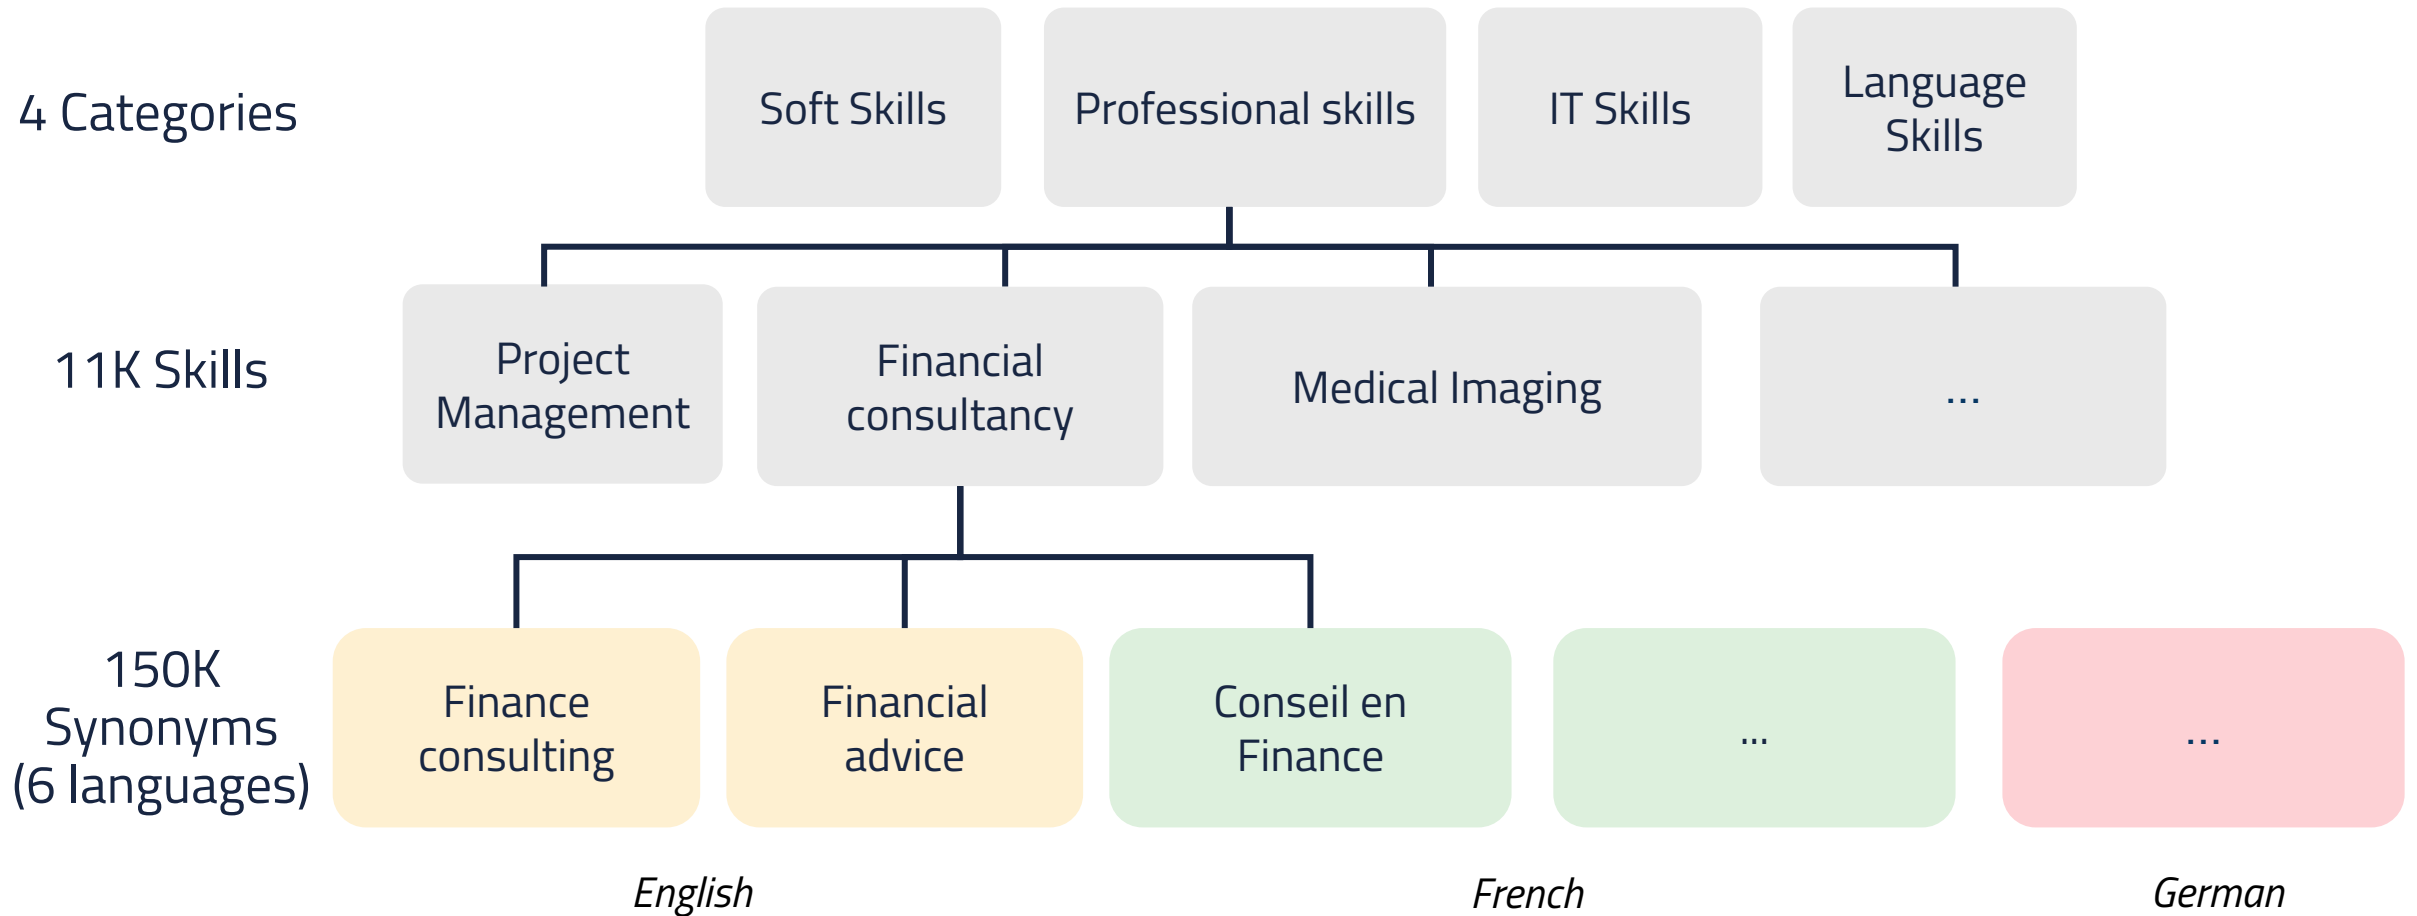 4 Categories
Soft Skills
Professional skills
IT Skills
Language
Skills
11K Skills
Project
Management
Financial
consultancy
Medical Imaging
...
150K
Synonyms
(6 languages)
Finance
consulting
Financial
advice
Conseil en
Finance
...
...
English
French
German